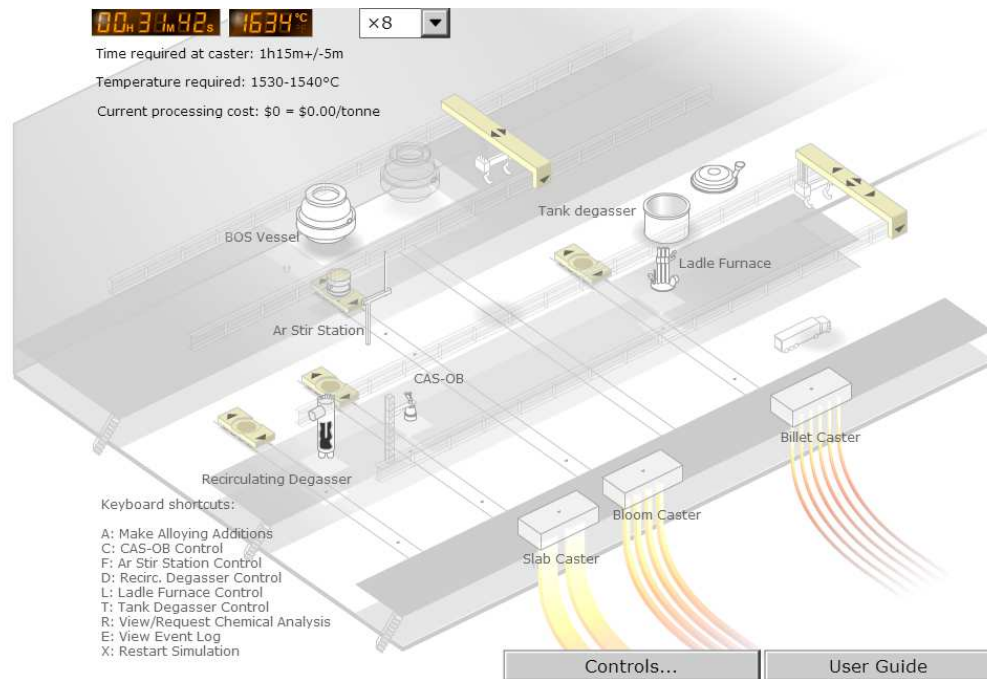 00H 31M 42S 1634 °C ×8
Time required at caster: 1h15m+/-5m
Temperature required: 1530-1540°C
Current processing cost: $0 = $0.00/tonne
Tank degasser
BOS Vessel
Ladle Furnace
Ar Stir Station
CAS-OB
Billet Caster
Recirculating Degasser
Bloom Caster
Slab Caster
Keyboard shortcuts:
A: Make Alloying Additions
C: CAS-OB Control
F: Ar Stir Station Control
D: Recirc. Degasser Control
L: Ladle Furnace Control
T: Tank Degasser Control
R: View/Request Chemical Analysis
E: View Event Log
X: Restart Simulation
Controls... User Guide